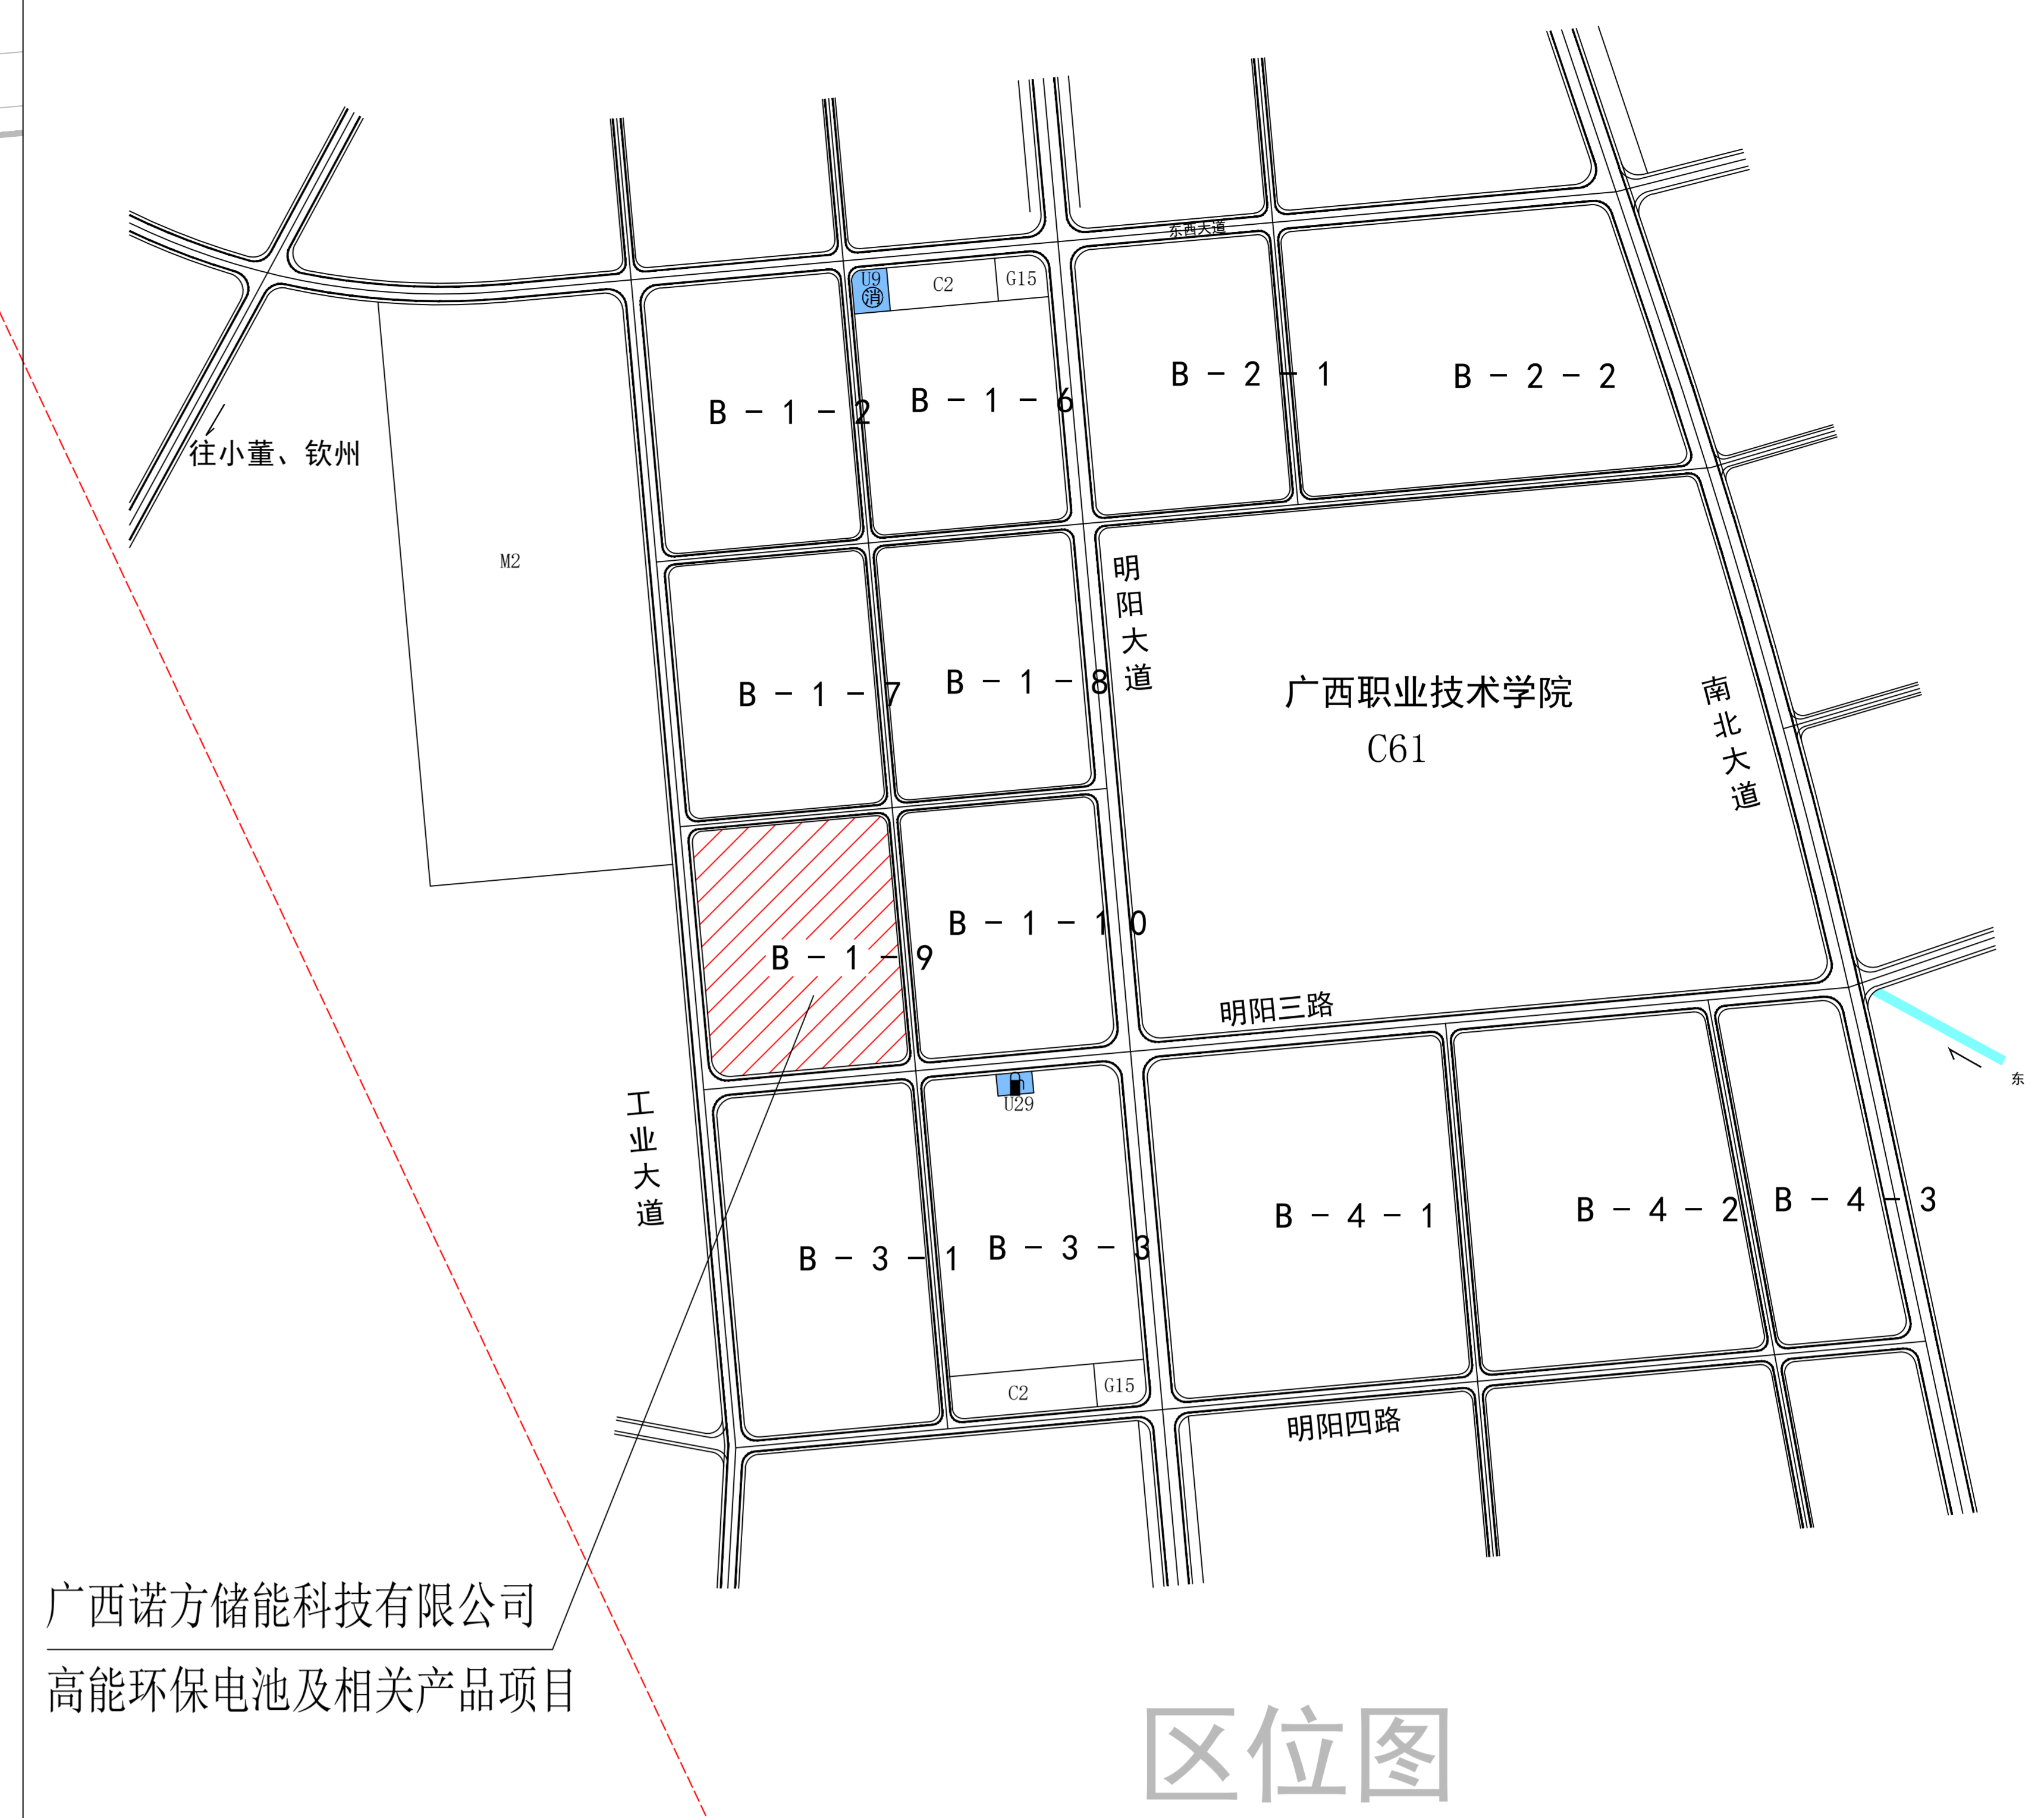 东西大道
U9
消
C2
G15
B-1-2
B-1-6
B-2-1
B-2-2
往小董、钦州
M2
明阳大道
B-1-7
B-1-8
广西职业技术学院
C61
南北大道
B-1-9
B-1-10
明阳三路
东
U29
工业大道
B-3-1
B-3-3
B-4-1
B-4-2
B-4-3
C2
G15
明阳四路
广西诺方储能科技有限公司
高能环保电池及相关产品项目
区位图